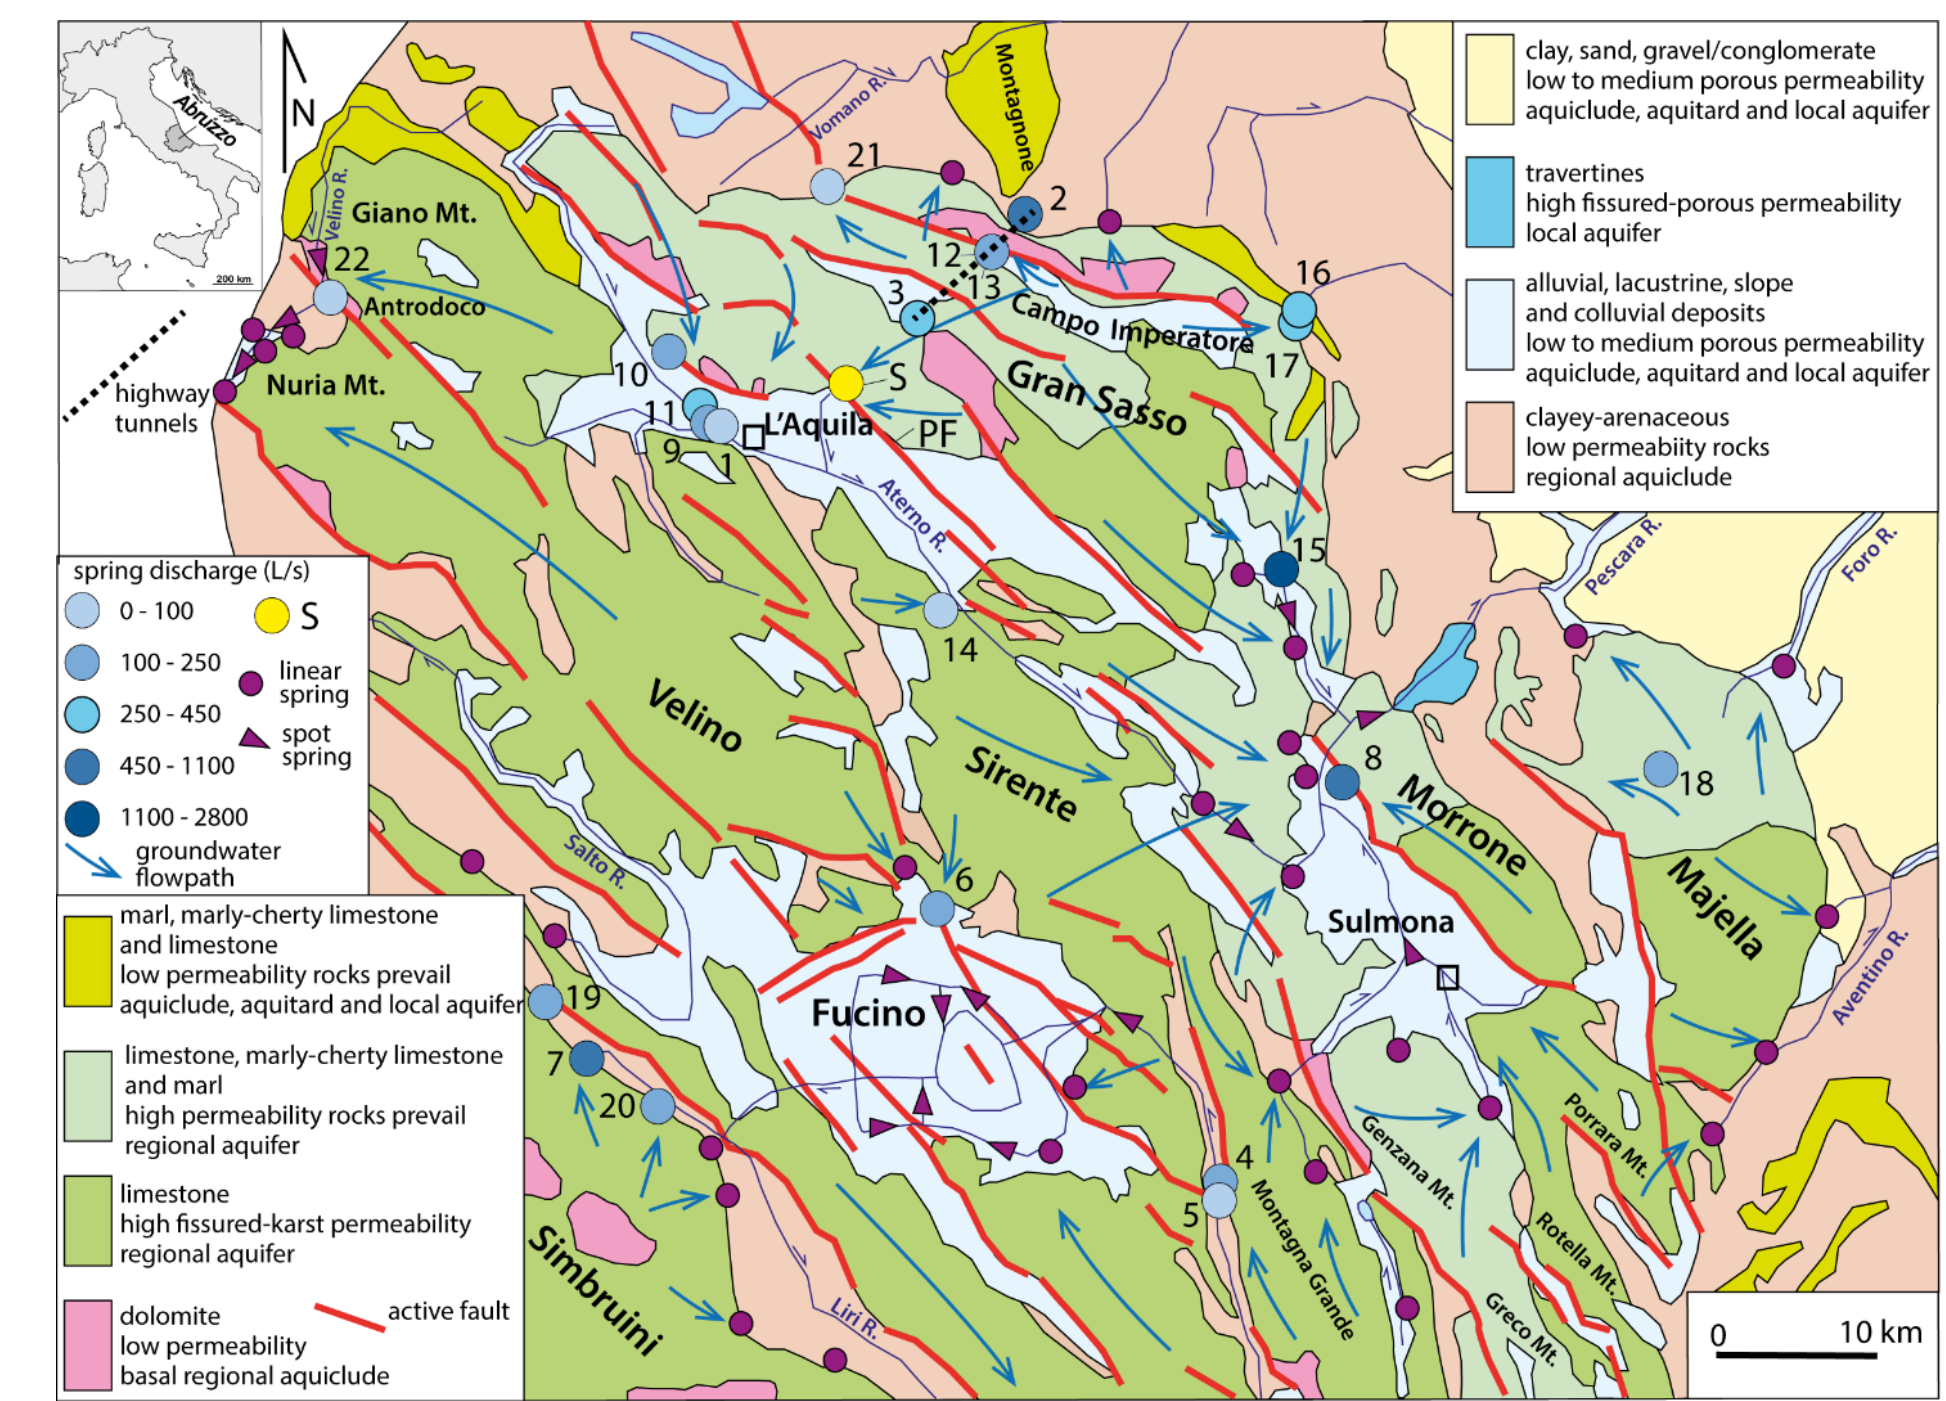 Abruzzo
200 km
N
highway
tunnels
spring discharge (L/s)
0 - 100
S
100 - 250
linear
spring
250 - 450
spot
spring
450 - 1100
1100 - 2800
groundwater
flowpath
marl, marly-cherty limestone
and limestone
low permeability rocks prevail
aquiclude, aquitard and local aquifer
limestone, marly-cherty limestone
and marl
high permeability rocks prevail
regional aquifer
limestone
high fissured-karst permeability
regional aquifer
dolomite
low permeability
basal regional aquiclude
active fault
clay, sand, gravel/conglomerate
low to medium porous permeability
aquiclude, aquitard and local aquifer
travertines
high fissured-porous permeability
local aquifer
alluvial, lacustrine, slope
and colluvial deposits
low to medium porous permeability
aquiclude, aquitard and local aquifer
clayey-arenaceous
low permeabiity rocks
regional aquiclude
0
10 km
Montagnone
Vomano R.
21
2
Velino R.
Giano Mt.
22
Antrodoco
12
13
3
16
Campo Imperatore
17
Nuria Mt.
10
S
Gran Sasso
11
L'Aquila
PF
9
1
Aterno R.
15
Pescara R.
Foro R.
14
Velino
Sirente
8
Morrone
18
Majella
Salto R.
6
Sulmona
Aventino R.
19
Fucino
7
20
4
5
Montagna Grande
Genzana Mt.
Porrara Mt.
Rotella Mt.
Greco Mt.
Simbruini
Liri R.